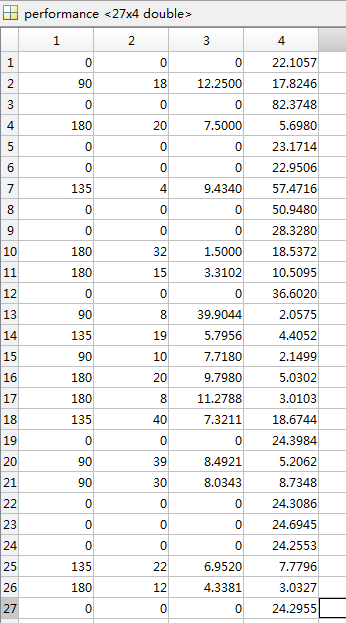 performance <27x4 double>
1 2 3 4
1 0 0 0 22.1057
2 90 18 12.2500 17.8246
3 0 0 0 82.3748
4 180 20 7.5000 5.6980
5 0 0 0 23.1714
6 0 0 0 22.9506
7 135 4 9.4340 57.4716
8 0 0 0 50.9480
9 0 0 0 28.3280
10 180 32 1.5000 18.5372
11 180 15 3.3102 10.5095
12 0 0 0 36.6020
13 90 8 39.9044 2.0575
14 135 19 5.7956 4.4052
15 90 10 7.7180 2.1499
16 180 20 9.7980 5.0302
17 180 8 11.2788 3.0103
18 135 40 7.3211 18.6744
19 0 0 0 24.3984
20 90 39 8.4921 5.2062
21 90 30 8.0343 8.7348
22 0 0 0 24.3086
23 0 0 0 24.6945
24 0 0 0 24.2553
25 135 22 6.9520 7.7796
26 180 12 4.3381 3.0327
27 0 0 0 24.2955